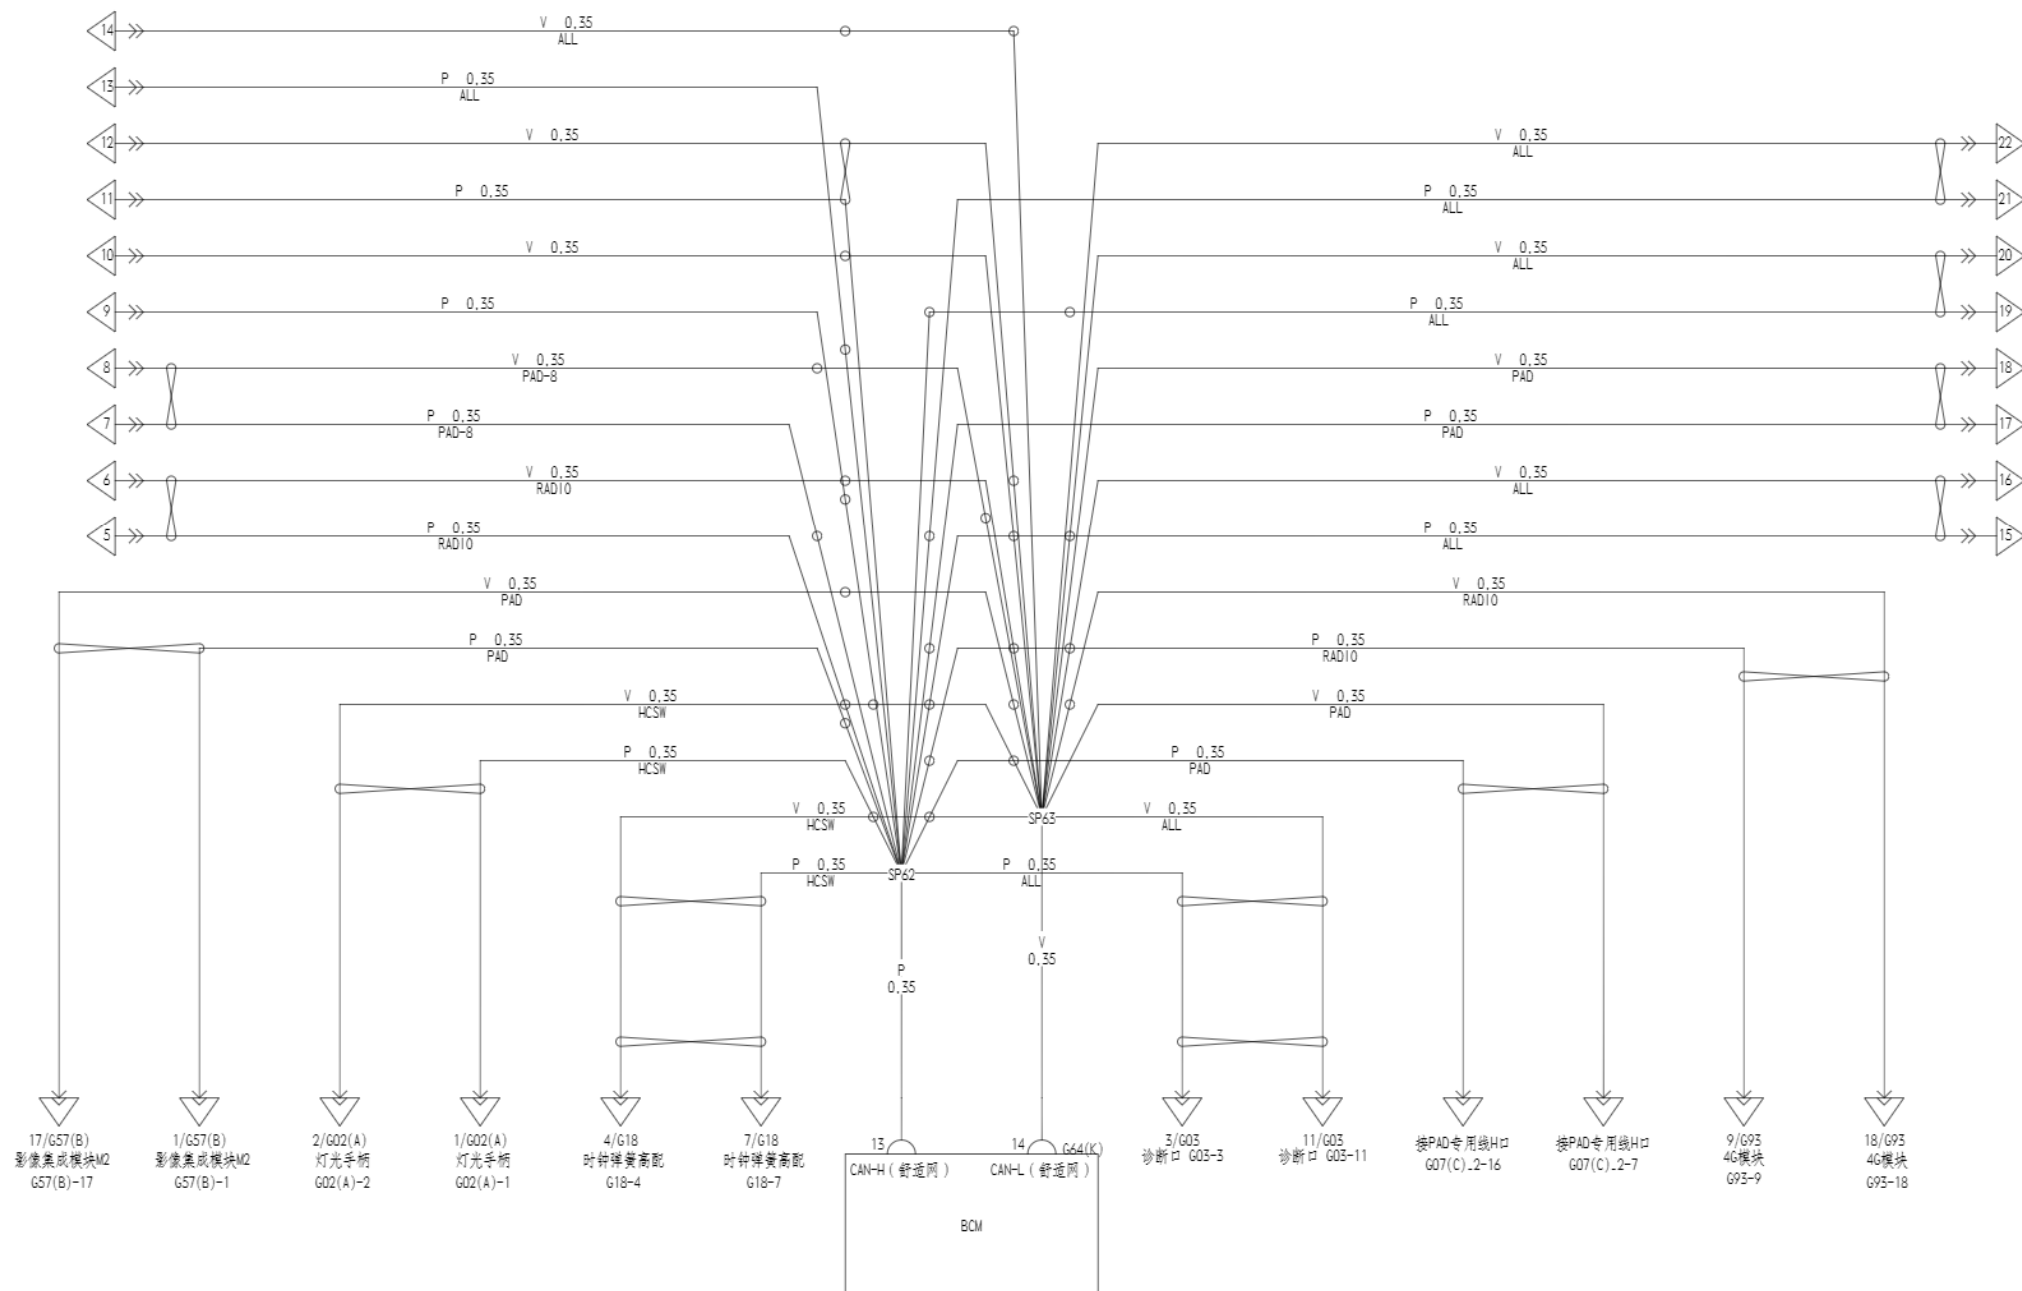 14
V 0,35
ALL
13
P 0,35
ALL
12
V 0,35
V 0,35
ALL
22
11
P 0,35
P 0,35
ALL
21
10
V 0,35
V 0,35
ALL
20
9
P 0,35
P 0,35
ALL
19
8
V 0,35
PAD-8
V 0,35
PAD
18
7
P 0,35
PAD-8
P 0,35
PAD
17
6
V 0,35
RADIO
V 0,35
ALL
16
5
P 0,35
RADIO
P 0,35
ALL
15
V 0,35
PAD
V 0,35
RADIO
P 0,35
PAD
P 0,35
RADIO
V 0,35
HCSW
V 0,35
PAD
P 0,35
HCSW
P 0,35
PAD
V 0,35
HCSW
SP63
V 0,35
ALL
P 0,35
HCSW
SP62
P 0,35
ALL
P
0,35
V
0,35
17/G57(B)
影像集成模块M2
G57(B)-17
1/G57(B)
影像集成模块M2
G57(B)-1
2/G02(A)
灯光手柄
G02(A)-2
1/G02(A)
灯光手柄
G02(A)-1
4/G18
时钟弹簧高配
G18-4
7/G18
时钟弹簧高配
G18-7
13
CAN-H(舒适网)
14
G64(K)
CAN-L(舒适网)
BCM
3/G03
诊断口 G03-3
11/G03
诊断口 G03-11
接PAD专用线H口
G07(C)_2-16
接PAD专用线H口
G07(C)_2-7
9/G93
4G模块
G93-9
18/G93
4G模块
G93-18